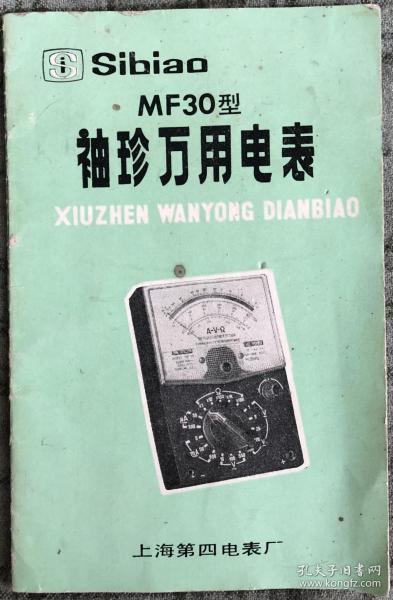 Sibiao
MF30型
袖珍万用电表
XIUZHEN WANYONG DIANBIAO
A-V-Ω
上海第四电表厂
孔夫子旧书网
www.kongfz.com